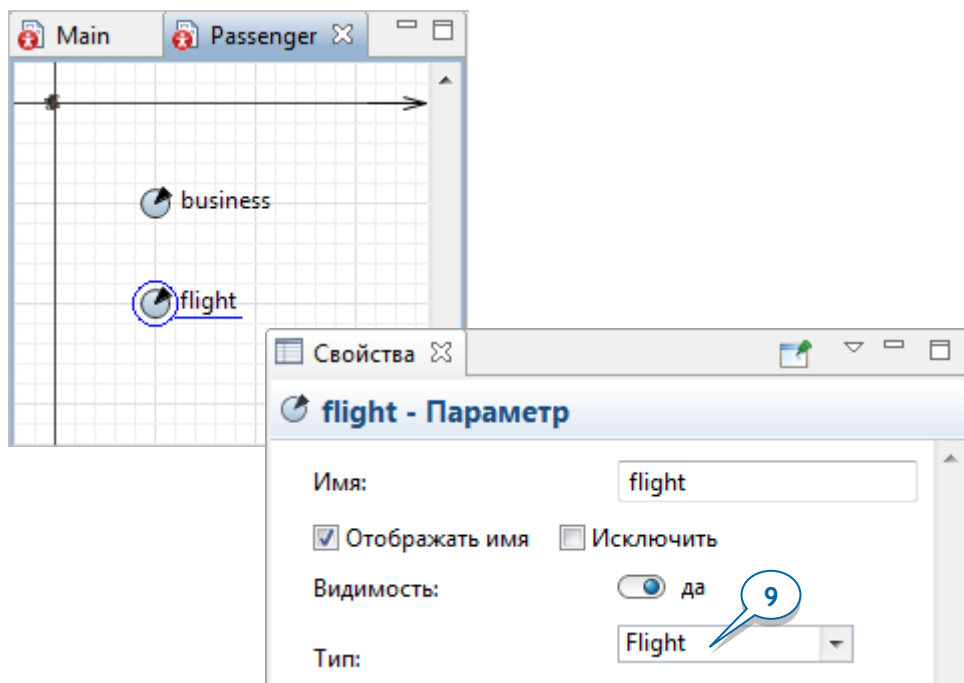 Main Passenger
business
flight
Свойства
flight - Параметр
Имя: flight
Отображать имя Исключить
Видимость: да
9
Тип: Flight